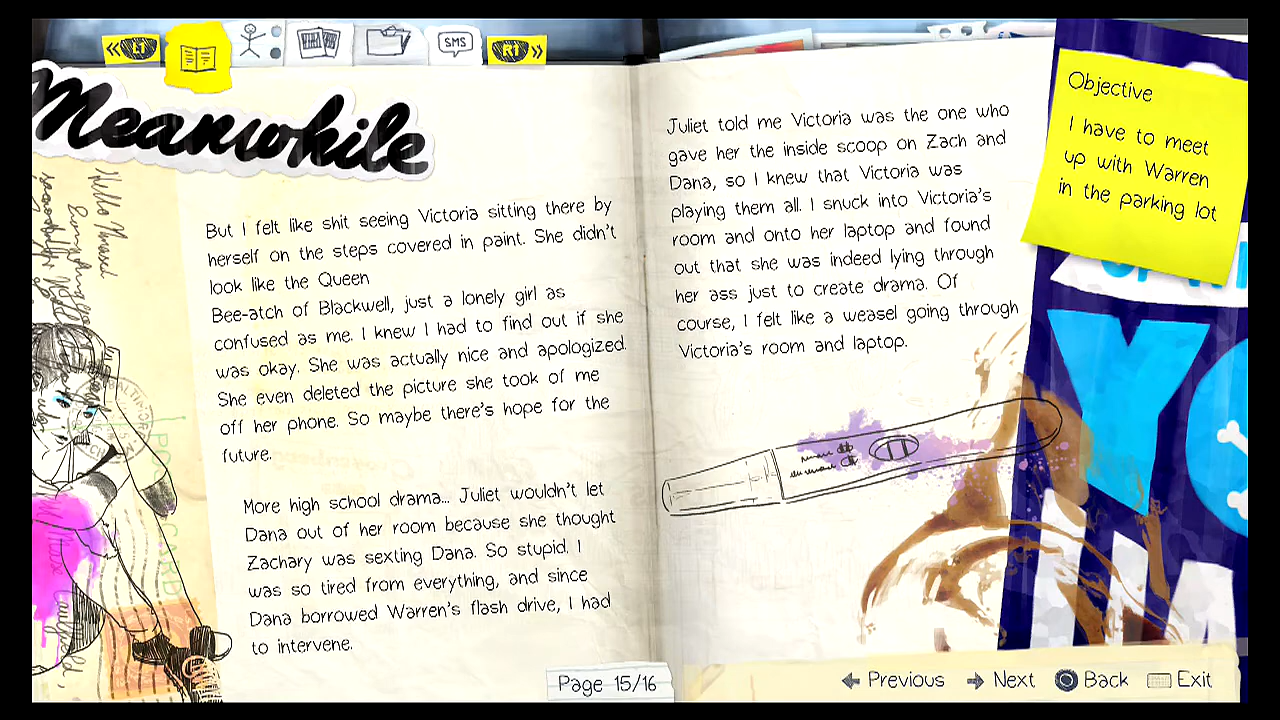 L1
SMS
R1
Meanwhile
But I felt like shit seeing Victoria sitting there by
herself on the steps covered in paint. She didn't
look like the Queen
Bee-atch of Blackwell, just a lonely girl as
confused as me. I knew I had to find out if she
was okay. She was actually nice and apologized.
She even deleted the picture she took of me
off her phone. So maybe there's hope for the
future.
More high school drama... Juliet wouldn't let
Dana out of her room because she thought
Zachary was sexting Dana. So stupid. I
was so tired from everything, and since
Dana borrowed Warren's flash drive, I had
to intervene.
Juliet told me Victoria was the one who
gave her the inside scoop on Zach and
Dana, so I knew that Victoria was
playing them all. I snuck into Victoria's
room and onto her laptop and found
out that she was indeed lying through
her ass just to create drama. Of
course, I felt like a weasel going through
Victoria's room and laptop.
Objective
I have to meet
up with Warren
in the parking lot
Page 15/16
Previous
Next
Back
Exit